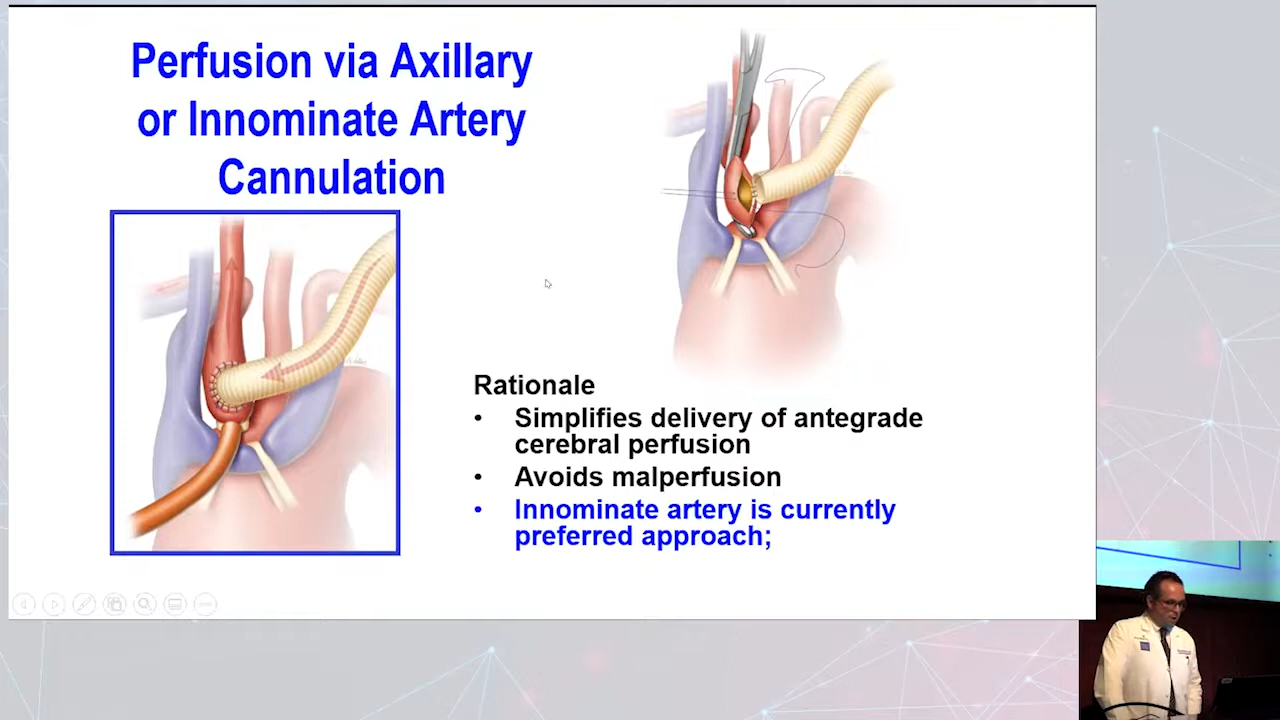 Perfusion via Axillary
or Innominate Artery
Cannulation
Rationale
• Simplifies delivery of antegrade
cerebral perfusion
• Avoids malperfusion
• Innominate artery is currently
preferred approach;